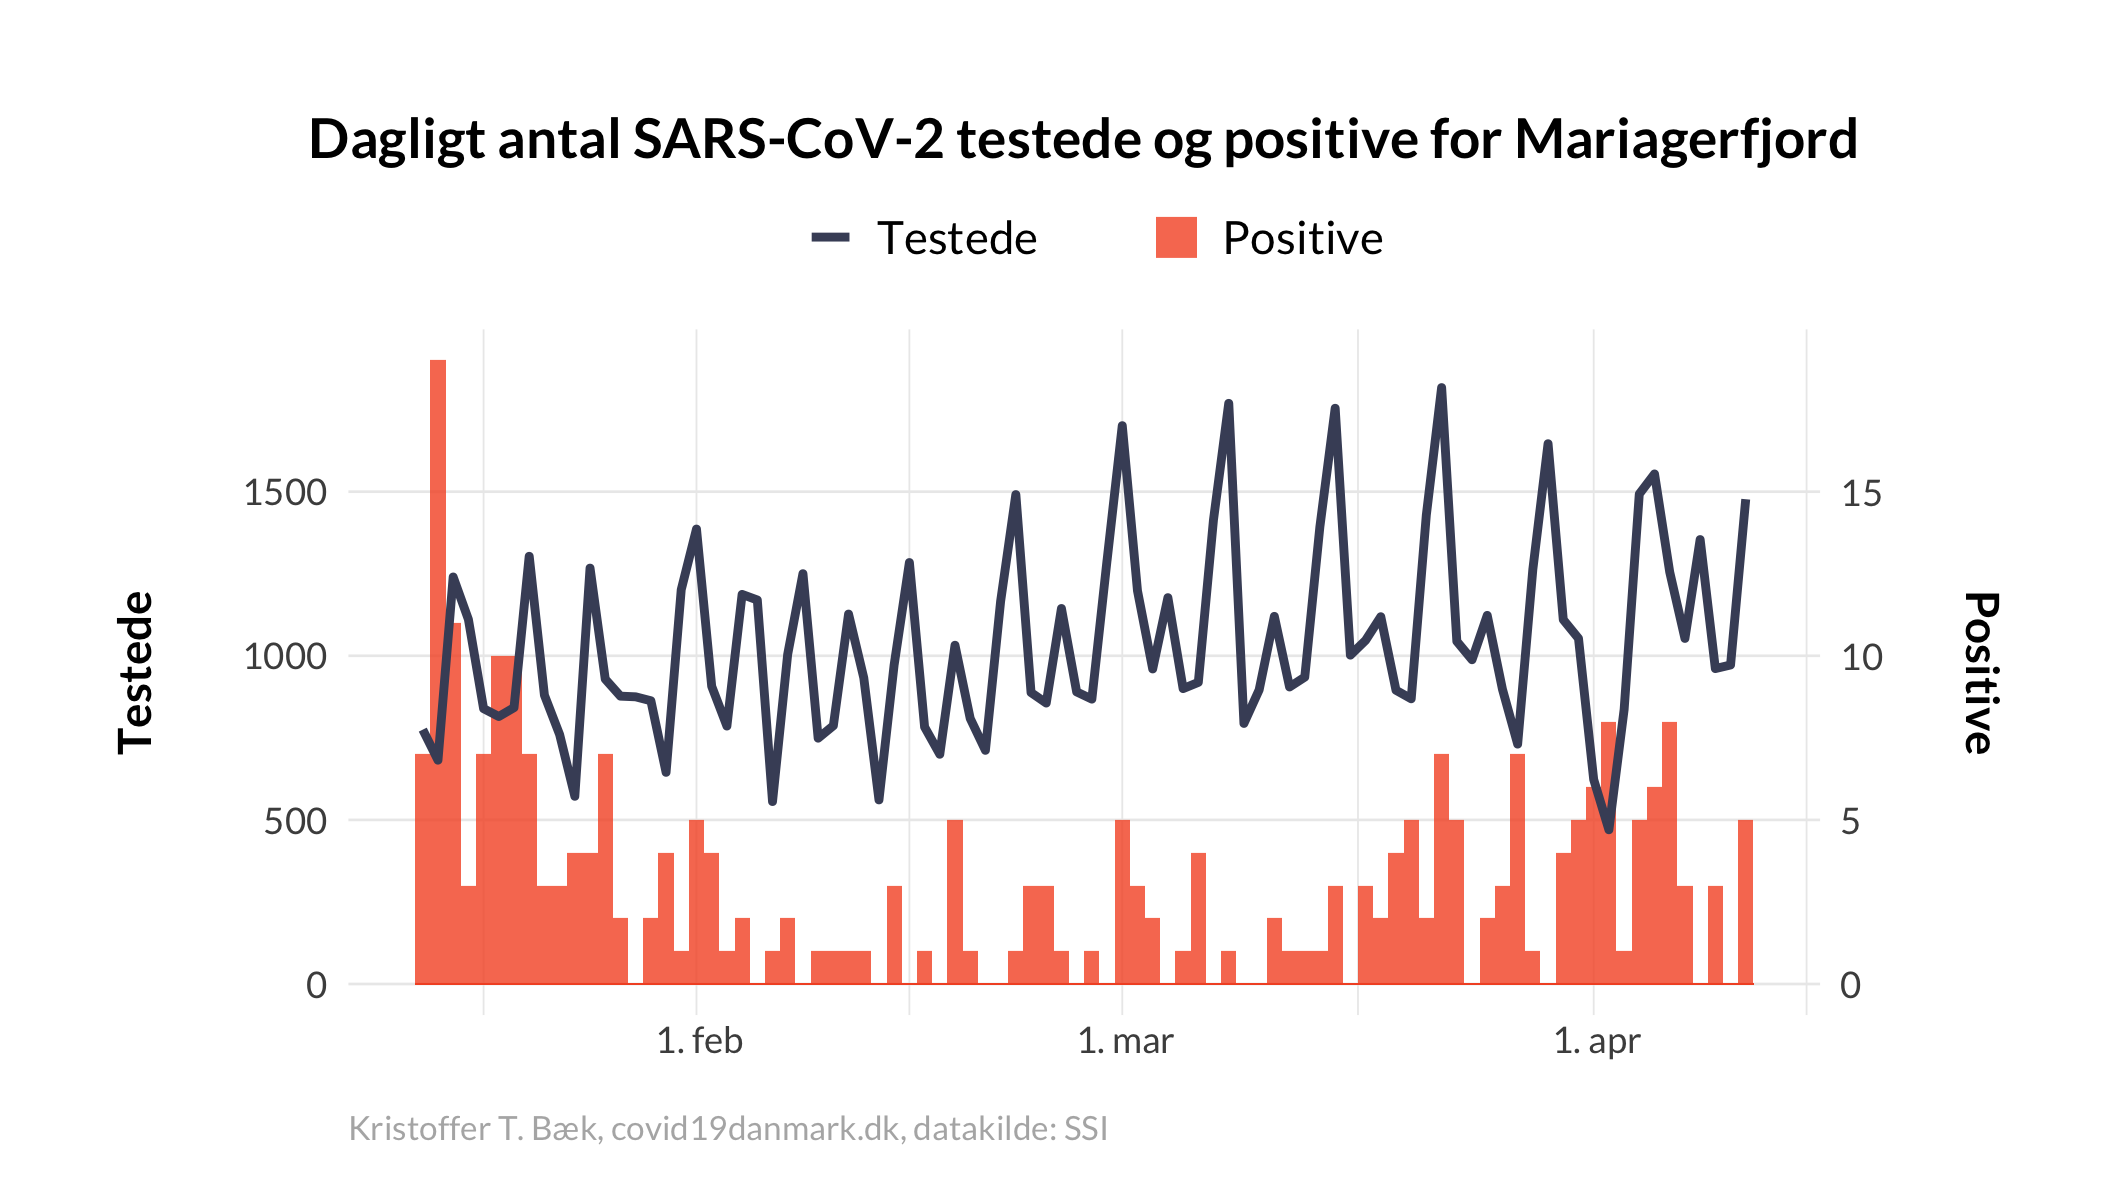 Dagligt antal SARS-CoV-2 testede og positive for Mariagerfjord
Testede
Positive
Testede
1500
1000
500
0
15
10
5
0
Positive
1. feb
1. mar
1. apr
Kristoffer T. Bæk, covid19danmark.dk, datakilde: SSI